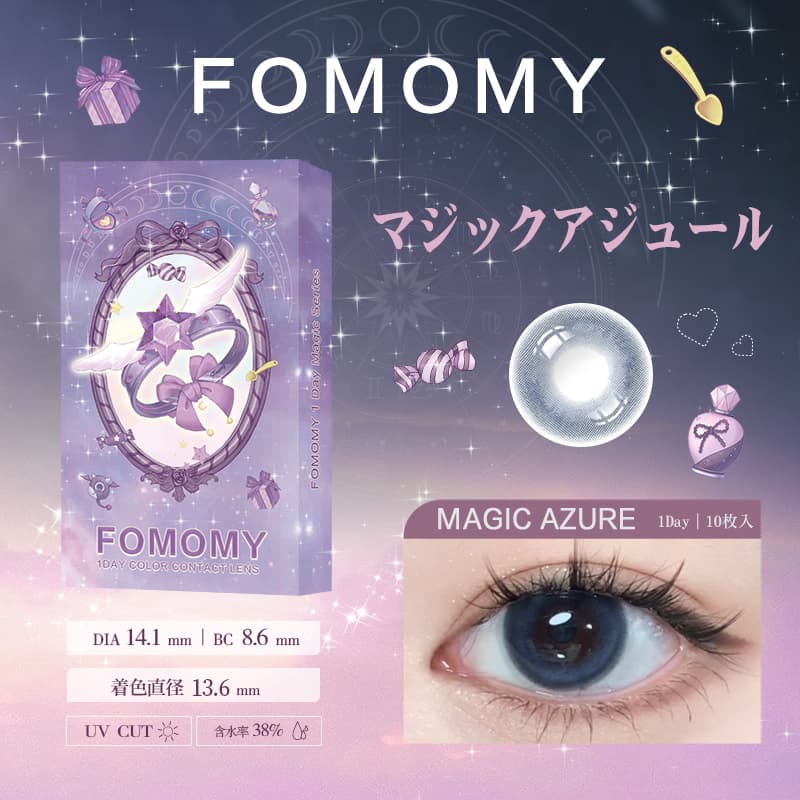 FOMOMY
マジックアジュール
FOMOMY 1 Day Magic Series
FOMOMY
1DAY COLOR CONTACT LENS
MAGIC AZURE 1Day | 10枚入
DIA 14.1 mm | BC 8.6 mm
着色直径 13.6 mm
UV CUT
含水率 38%